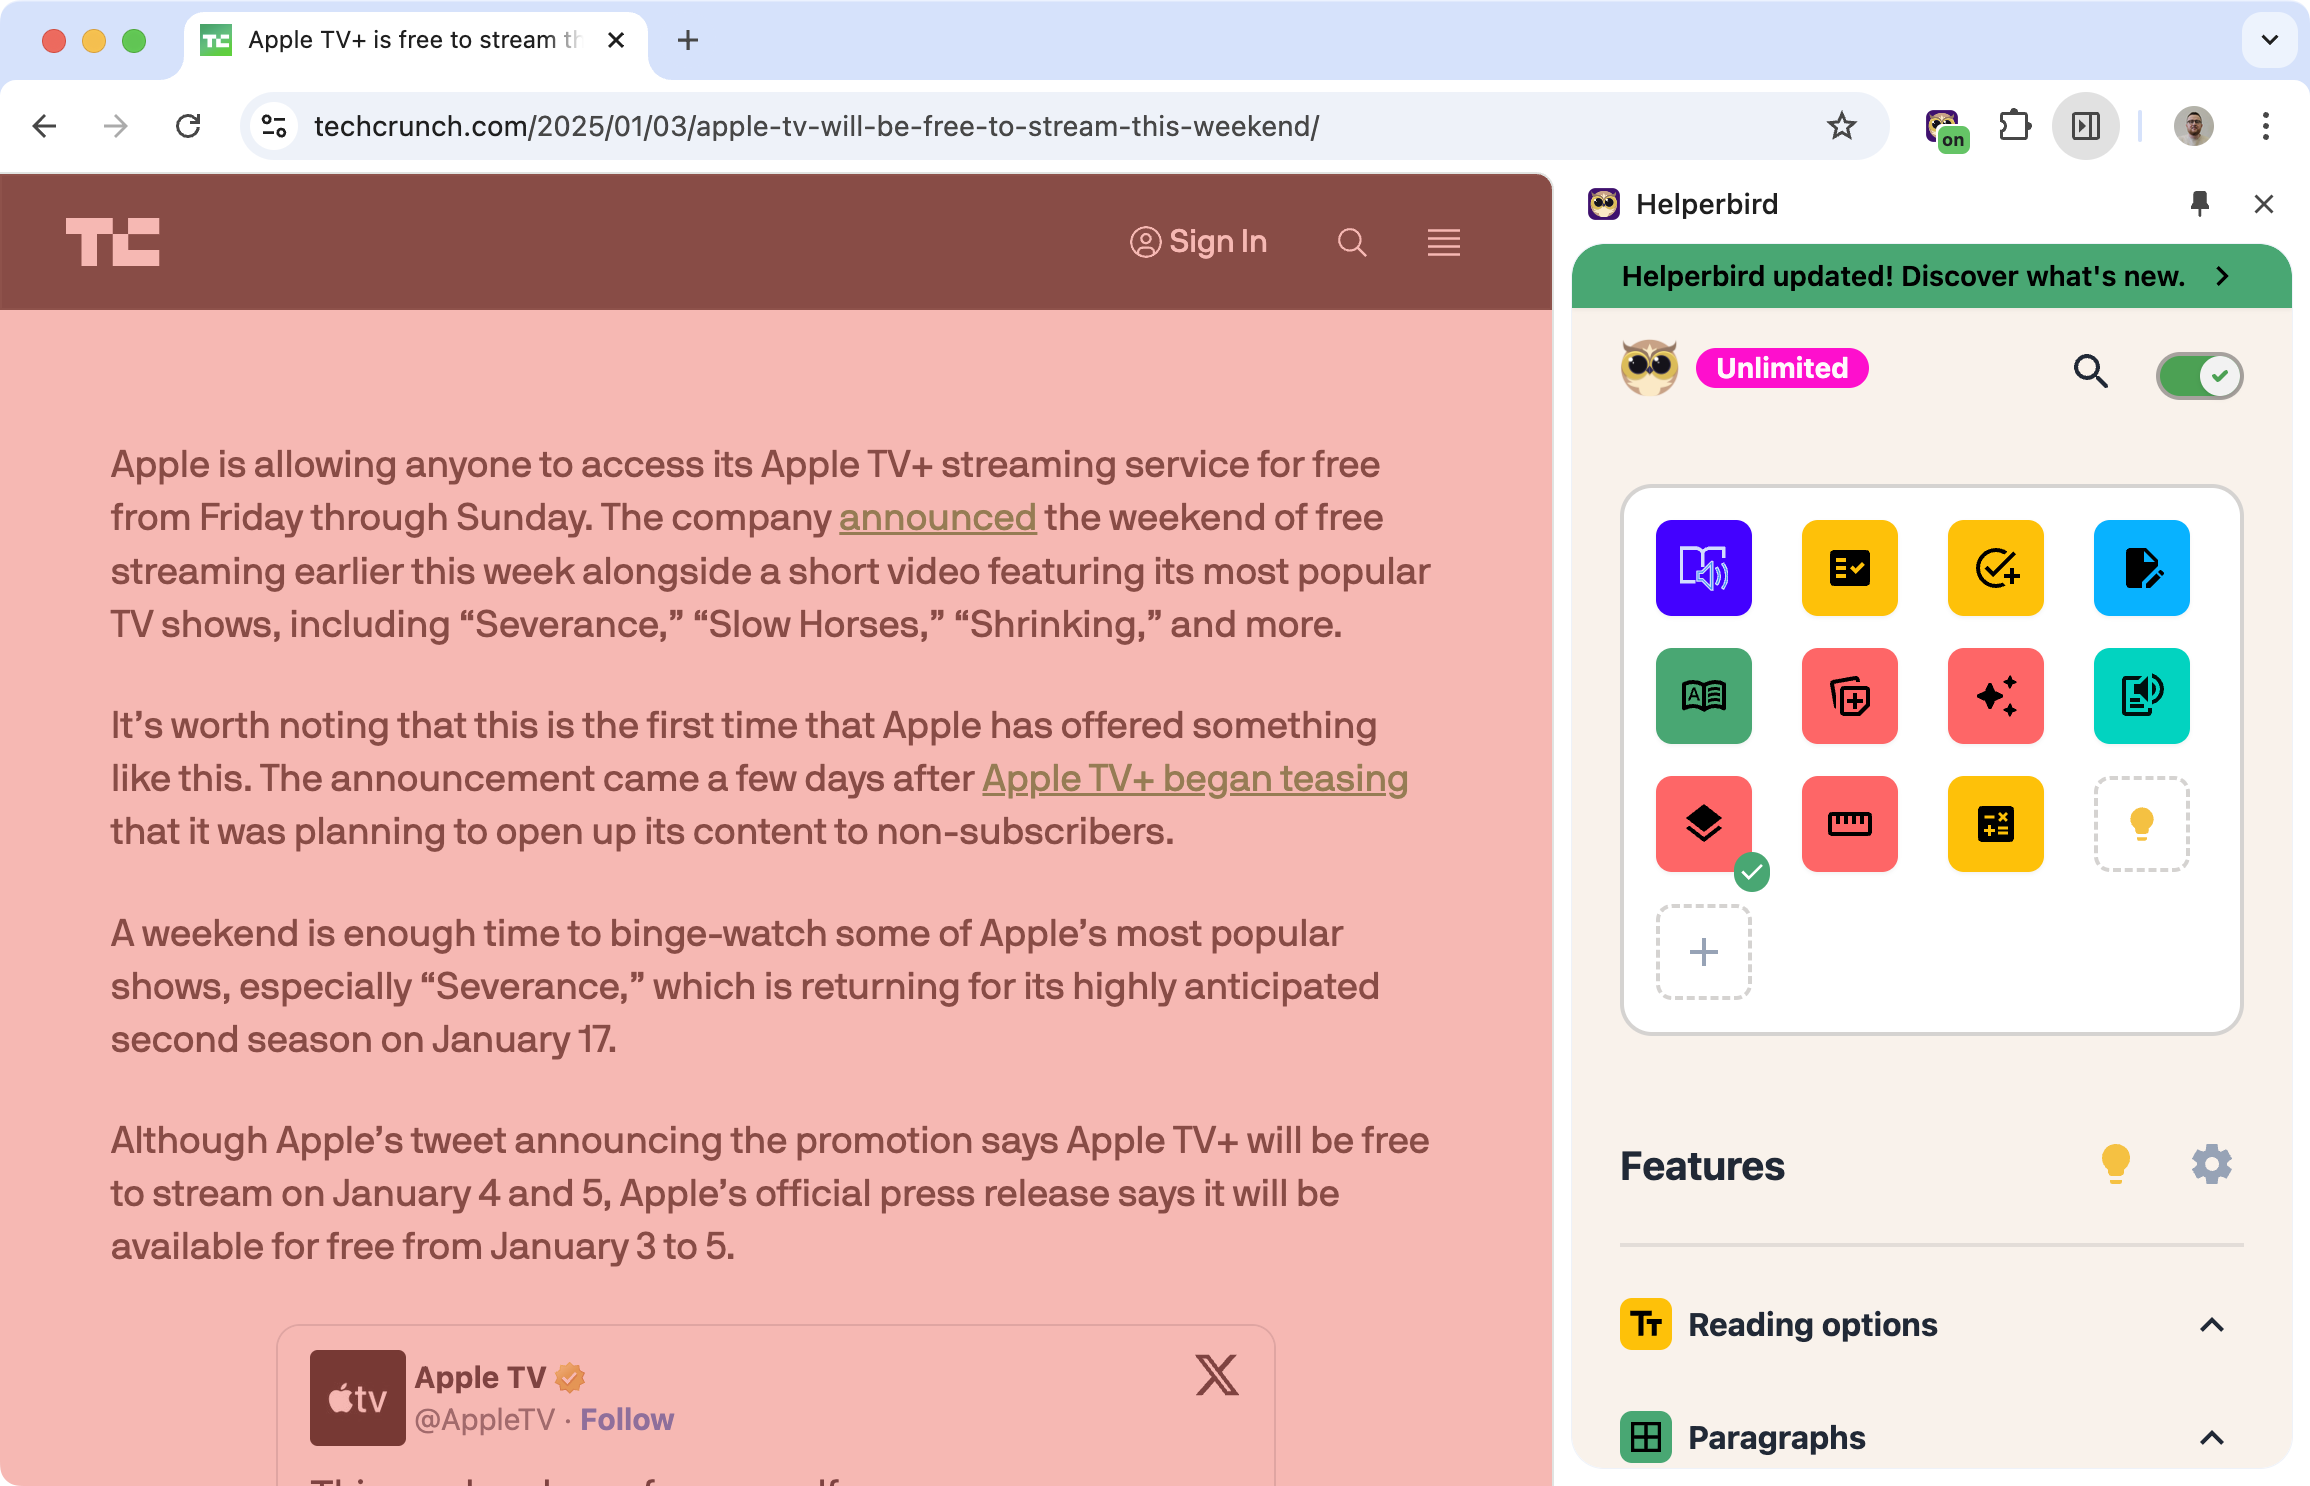 Apple TV+ is free to stream th
techcrunch.com/2025/01/03/apple-tv-will-be-free-to-stream-this-weekend/
on
TC
Sign In
Apple is allowing anyone to access its Apple TV+ streaming service for free
from Friday through Sunday. The company announced the weekend of free
streaming earlier this week alongside a short video featuring its most popular
TV shows, including “Severance,” “Slow Horses,” “Shrinking,” and more.
It’s worth noting that this is the first time that Apple has offered something
like this. The announcement came a few days after Apple TV+ began teasing
that it was planning to open up its content to non-subscribers.
A weekend is enough time to binge-watch some of Apple’s most popular
shows, especially “Severance,” which is returning for its highly anticipated
second season on January 17.
Although Apple’s tweet announcing the promotion says Apple TV+ will be free
to stream on January 4 and 5, Apple’s official press release says it will be
available for free from January 3 to 5.
tv
Apple TV
@AppleTV · Follow
Helperbird
Helperbird updated! Discover what's new.
Unlimited
Features
Reading options
Paragraphs